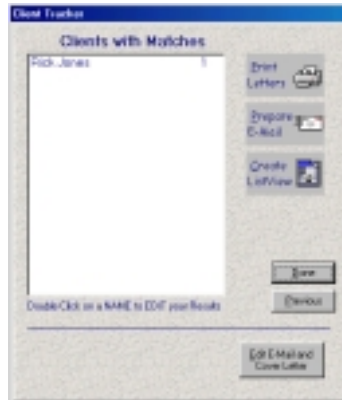 Client Tracker
Clients with Matches
Rick Jones 1
Print
Letters
Prepare
E-Mail
Create
ListView
Done
Previous
Double Click on a NAME to EDIT your Results
Edit E-Mail and
Cover Letter